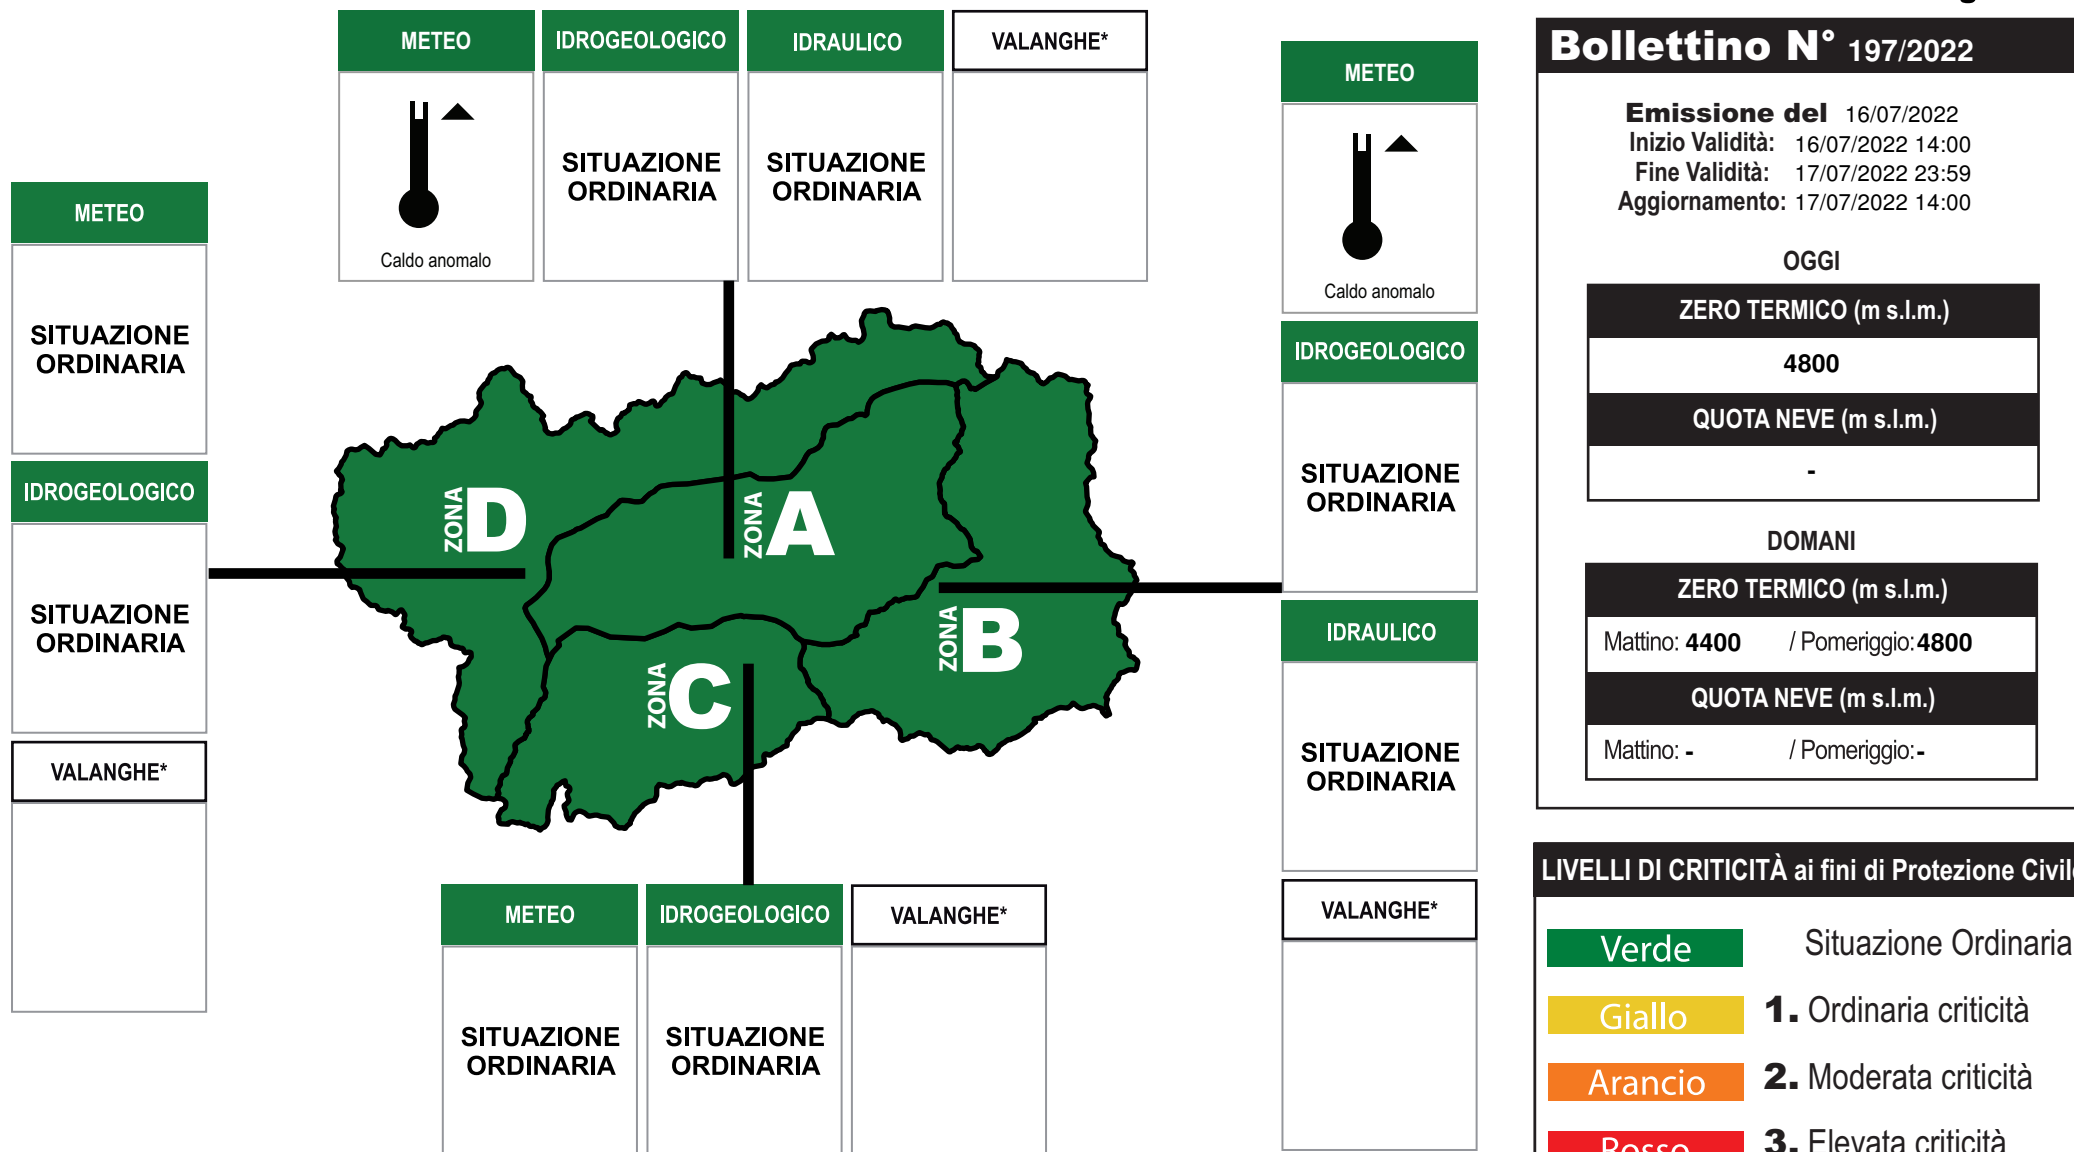 METEO
IDROGEOLOGICO
IDRAULICO
VALANGHE*
Caldo anomalo
SITUAZIONE
ORDINARIA
SITUAZIONE
ORDINARIA
METEO
SITUAZIONE
ORDINARIA
IDROGEOLOGICO
SITUAZIONE
ORDINARIA
VALANGHE*
ZONA D
ZONA A
ZONA B
ZONA C
METEO
Caldo anomalo
IDROGEOLOGICO
SITUAZIONE
ORDINARIA
IDRAULICO
SITUAZIONE
ORDINARIA
VALANGHE*
METEO
IDROGEOLOGICO
VALANGHE*
SITUAZIONE
ORDINARIA
SITUAZIONE
ORDINARIA
Bollettino N° 197/2022
Emissione del 16/07/2022
Inizio Validità: 16/07/2022 14:00
Fine Validità: 17/07/2022 23:59
Aggiornamento: 17/07/2022 14:00
OGGI
ZERO TERMICO (m s.l.m.)
4800
QUOTA NEVE (m s.l.m.)
-
DOMANI
ZERO TERMICO (m s.l.m.)
Mattino: 4400 / Pomeriggio: 4800
QUOTA NEVE (m s.l.m.)
Mattino: - / Pomeriggio: -
LIVELLI DI CRITICITÀ ai fini di Protezione Civile
Verde Situazione Ordinaria
Giallo 1. Ordinaria criticità
Arancio 2. Moderata criticità
Rosso 3. Elevata criticità